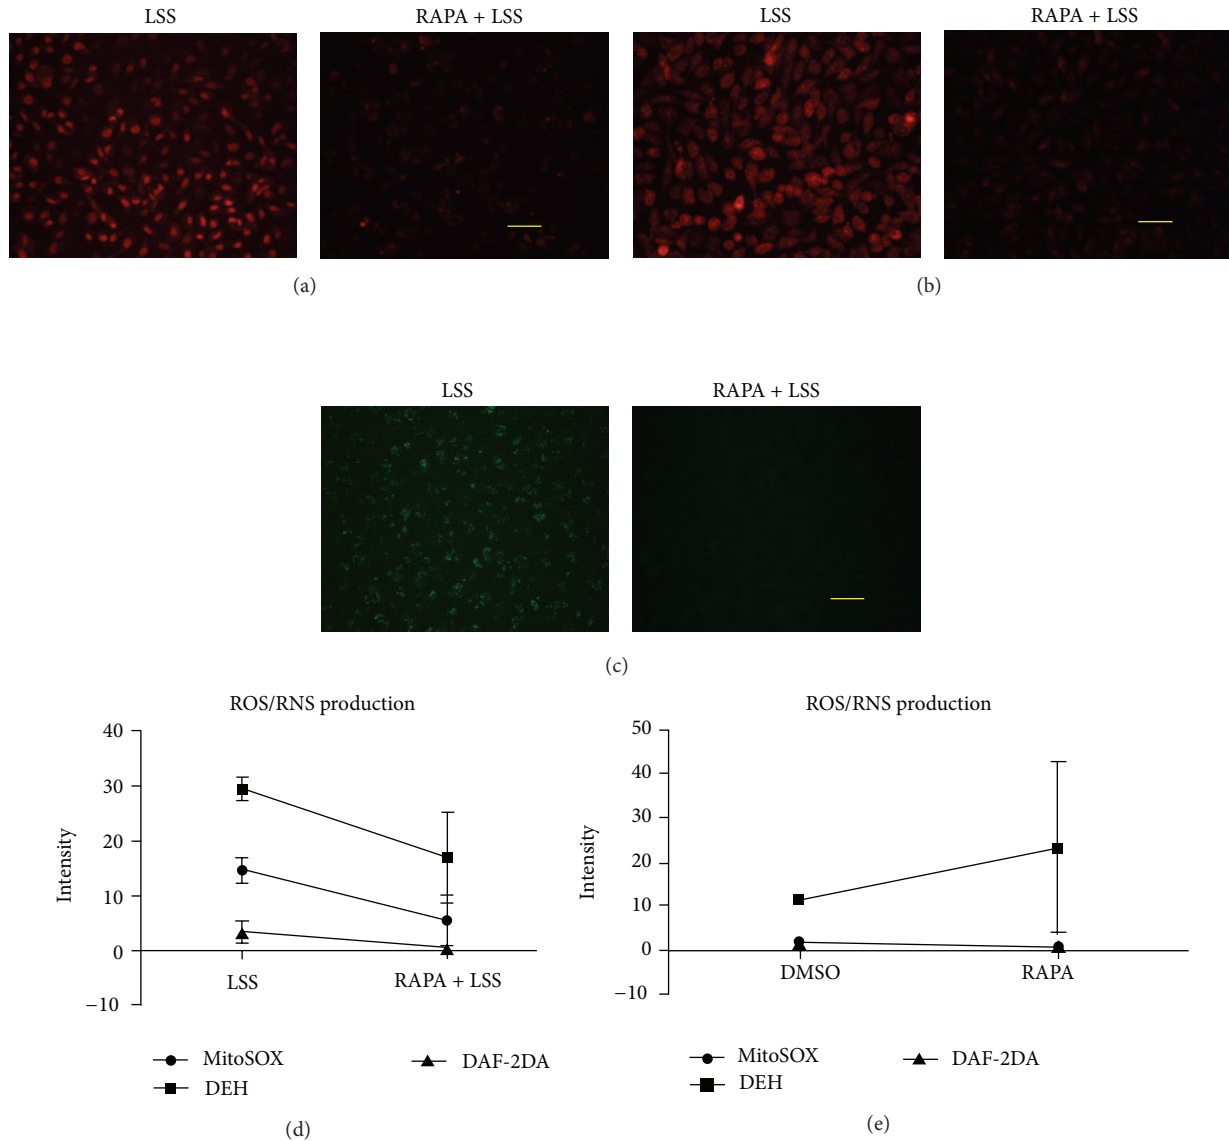 LSS
RAPA + LSS
LSS
RAPA + LSS
(a)
(b)
LSS
RAPA + LSS
(c)
ROS/RNS production
40
30
20
10
0
−10
Intensity
LSS
RAPA + LSS
MitoSOX
DAF-2DA
DEH
(d)
ROS/RNS production
50
40
30
20
10
0
−10
Intensity
DMSO
RAPA
MitoSOX
DAF-2DA
DEH
(e)